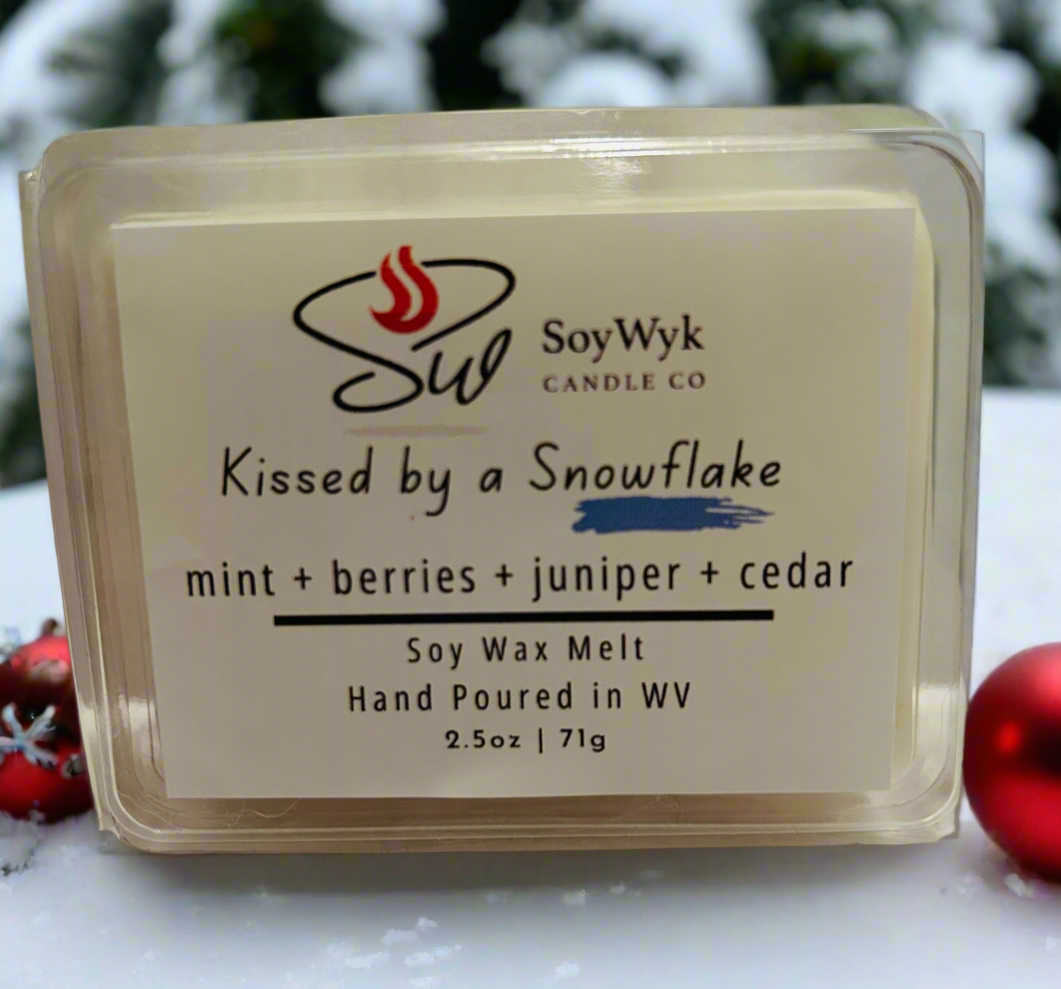 Sw
SoyWyk
CANDLE CO
Kissed by a Snowflake
mint + berries + juniper + cedar
Soy Wax Melt
Hand Poured in WV
2.5oz | 71g